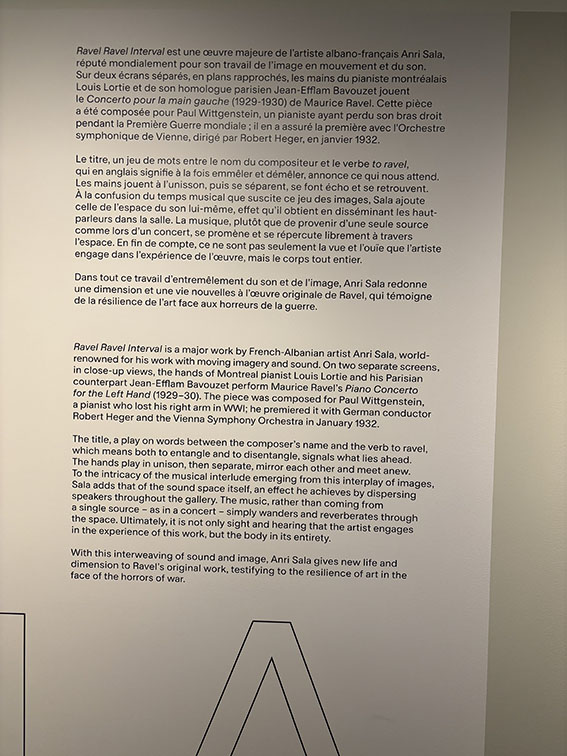 Ravel Ravel Interval est une œuvre majeure de l'artiste albano-français Anri Sala,
réputé mondialement pour son travail de l'image en mouvement et du son.
Sur deux écrans séparés, en plans rapprochés, les mains du pianiste montréalais
Louis Lortie et de son homologue parisien Jean-Efflam Bavouzet jouent
le Concerto pour la main gauche (1929-1930) de Maurice Ravel. Cette pièce
a été composée pour Paul Wittgenstein, un pianiste ayant perdu son bras droit
pendant la Première Guerre mondiale ; il en a assuré la première avec l'Orchestre
symphonique de Vienne, dirigé par Robert Heger, en janvier 1932.
Le titre, un jeu de mots entre le nom du compositeur et le verbe to ravel,
qui en anglais signifie à la fois emmêler et démêler, annonce ce qui nous attend.
Les mains jouent à l'unisson, puis se séparent, se font écho et se retrouvent.
À la confusion du temps musical que suscite ce jeu des images, Sala ajoute
celle de l'espace du son lui-même, effet qu'il obtient en disséminant les haut-
parleurs dans la salle. La musique, plutôt que de provenir d'une seule source
comme lors d'un concert, se promène et se répercute librement à travers
l'espace. En fin de compte, ce ne sont pas seulement la vue et l'ouïe que l'artiste
engage dans l'expérience de l'œuvre, mais le corps tout entier.
Dans tout ce travail d'entremêlement du son et de l'image, Anri Sala redonne
une dimension et une vie nouvelles à l'œuvre originale de Ravel, qui témoigne
de la résilience de l'art face aux horreurs de la guerre.
Ravel Ravel Interval is a major work by French-Albanian artist Anri Sala, world-
renowned for his work with moving imagery and sound. On two separate screens,
in close-up views, the hands of Montreal pianist Louis Lortie and his Parisian
counterpart Jean-Efflam Bavouzet perform Maurice Ravel's Piano Concerto
for the Left Hand (1929–30). The piece was composed for Paul Wittgenstein,
a pianist who lost his right arm in WWI; he premiered it with German conductor
Robert Heger and the Vienna Symphony Orchestra in January 1932.
The title, a play on words between the composer's name and the verb to ravel,
which means both to entangle and to disentangle, signals what lies ahead.
The hands play in unison, then separate, mirror each other and meet anew.
To the intricacy of the musical interlude emerging from this interplay of images,
Sala adds that of the sound space itself, an effect he achieves by dispersing
speakers throughout the gallery. The music, rather than coming from
a single source – as in a concert – simply wanders and reverberates through
the space. Ultimately, it is not only sight and hearing that the artist engages
in the experience of this work, but the body in its entirety.
With this interweaving of sound and image, Anri Sala gives new life and
dimension to Ravel's original work, testifying to the resilience of art in the
face of the horrors of war.
A